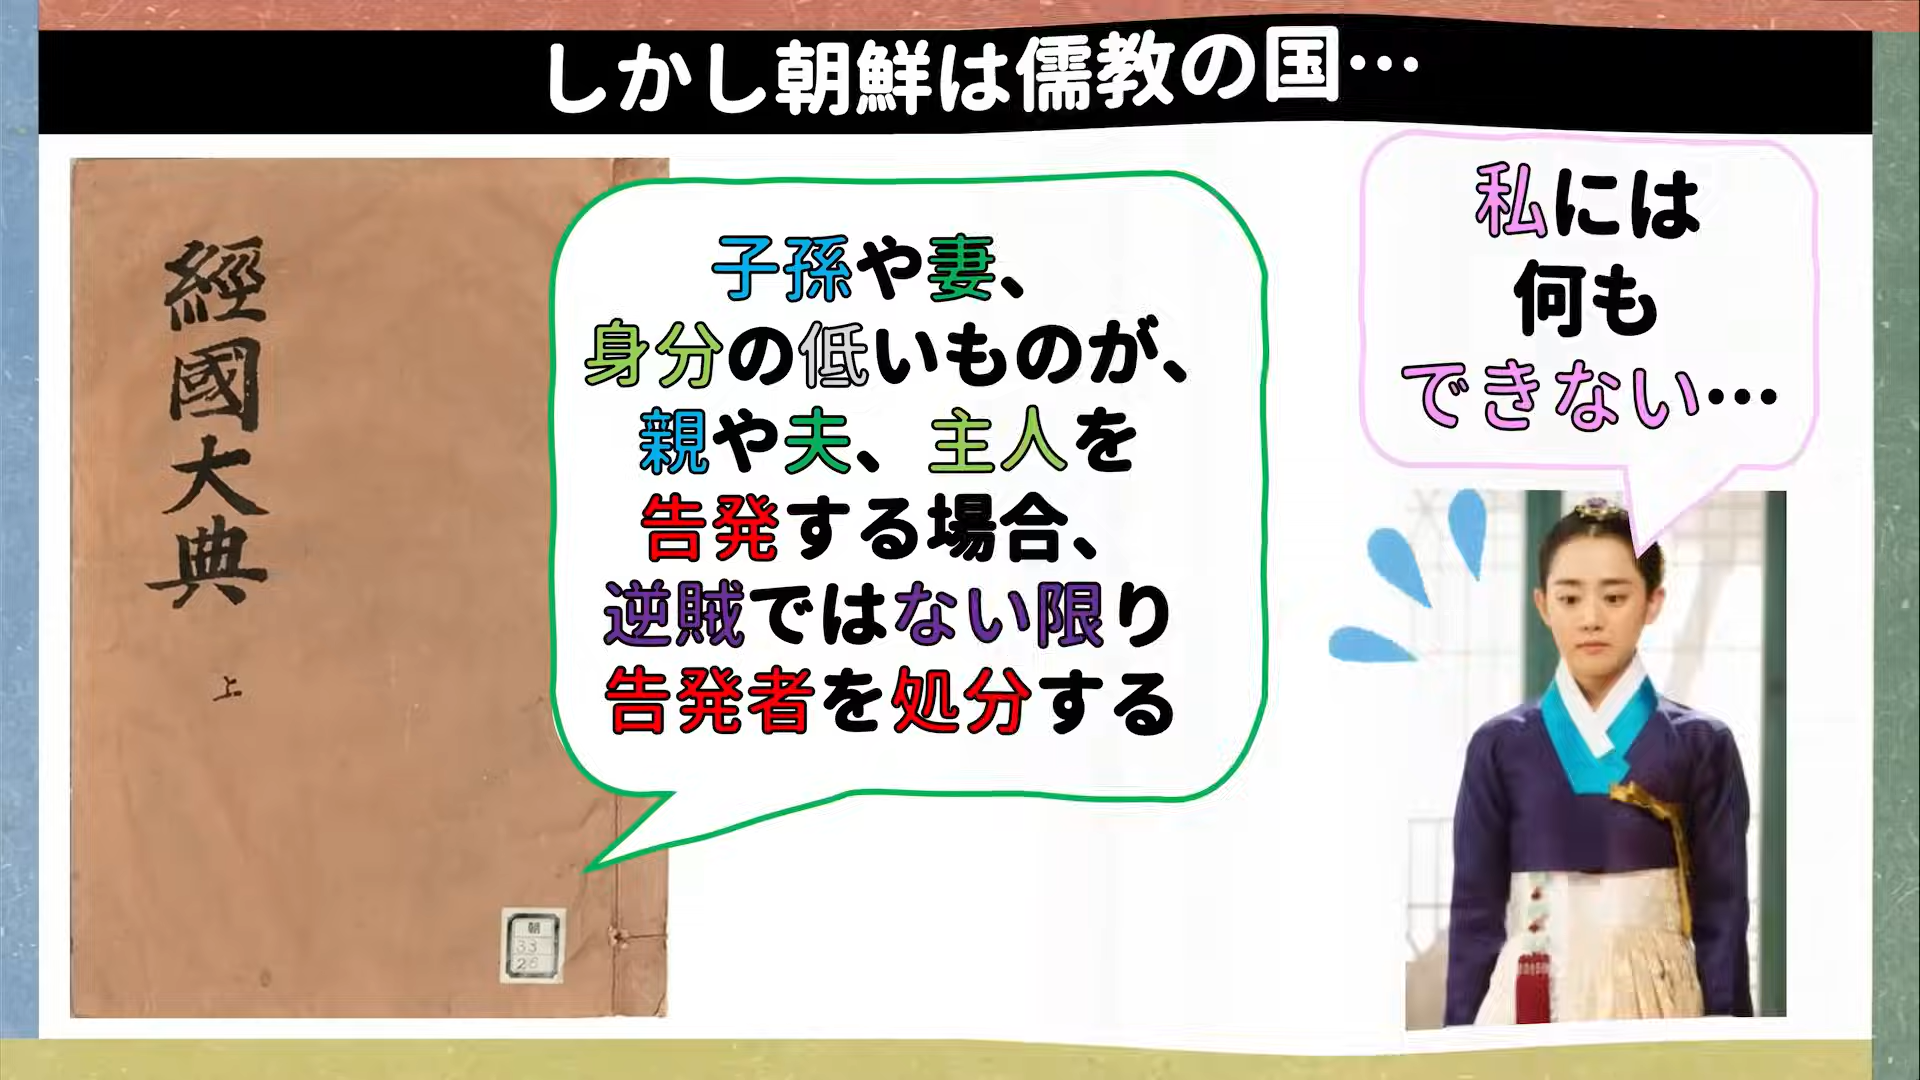 しかし朝鮮は儒教の国…
經國大典
上
朝
33
26
子孫や妻、
身分の低いものが、
親や夫、主人を
告発する場合、
逆賊ではない限り
告発者を処分する
私には
何も
できない…